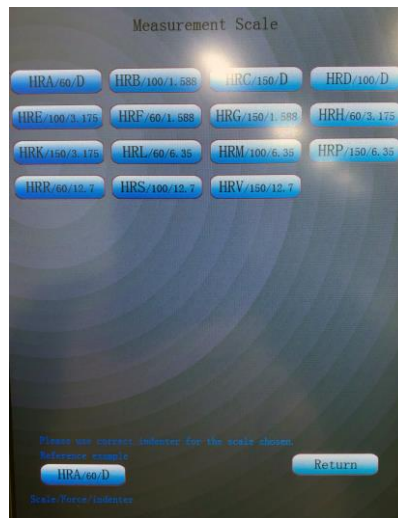 Measurement Scale
HRA/60/D HRB/100/1.588 HRC/150/D HRD/100/D
HRE/100/3.175 HRF/60/1.588 HRG/150/1.588 HRH/60/3.175
HRK/150/3.175 HRL/60/6.35 HRM/100/6.35 HRP/150/6.35
HRR/60/12.7 HRS/100/12.7 HRV/150/12.7
Please use correct indenter for the scale chosen.
Reference example
HRA/60/D
Return
Scale/Force/indenter